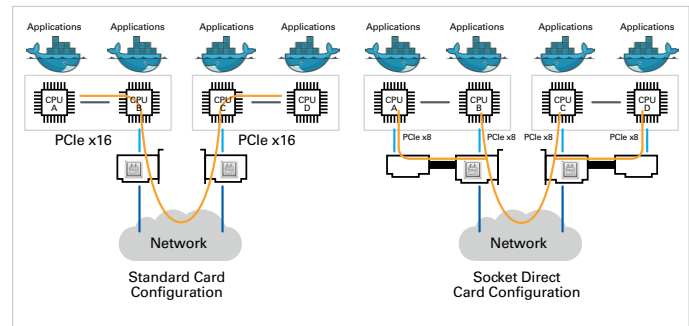 Applications
Applications
Applications
Applications
Applications
Applications
Applications
Applications
CPU
A
CPU
B
CPU
C
CPU
D
CPU
A
CPU
B
CPU
C
CPU
D
PCIe x16
PCIe x16
PCIe x8
PCIe x8
PCIe x8
PCIe x8
Network
Network
Standard Card
Configuration
Socket Direct
Card Configuration